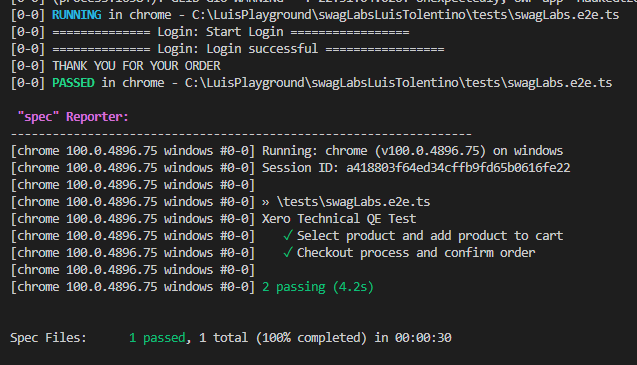 [0-0] RUNNING in chrome - C:\LuisPlayground\swagLabsLuisTolentino\tests\swagLabs.e2e.ts
[0-0] ============== Login: Start Login =================
[0-0] ============== Login: Login successful =================
[0-0] THANK YOU FOR YOUR ORDER
[0-0] PASSED in chrome - C:\LuisPlayground\swagLabsLuisTolentino\tests\swagLabs.e2e.ts
"spec" Reporter:
------------------------------------------------------------------
[chrome 100.0.4896.75 windows #0-0] Running: chrome (v100.0.4896.75) on windows
[chrome 100.0.4896.75 windows #0-0] Session ID: a418803f64ed34cffb9fd65b0616fe22
[chrome 100.0.4896.75 windows #0-0]
[chrome 100.0.4896.75 windows #0-0] » \tests\swagLabs.e2e.ts
[chrome 100.0.4896.75 windows #0-0] Xero Technical QE Test
[chrome 100.0.4896.75 windows #0-0] ✓ Select product and add product to cart
[chrome 100.0.4896.75 windows #0-0] ✓ Checkout process and confirm order
[chrome 100.0.4896.75 windows #0-0]
[chrome 100.0.4896.75 windows #0-0] 2 passing (4.2s)
Spec Files: 1 passed, 1 total (100% completed) in 00:00:30